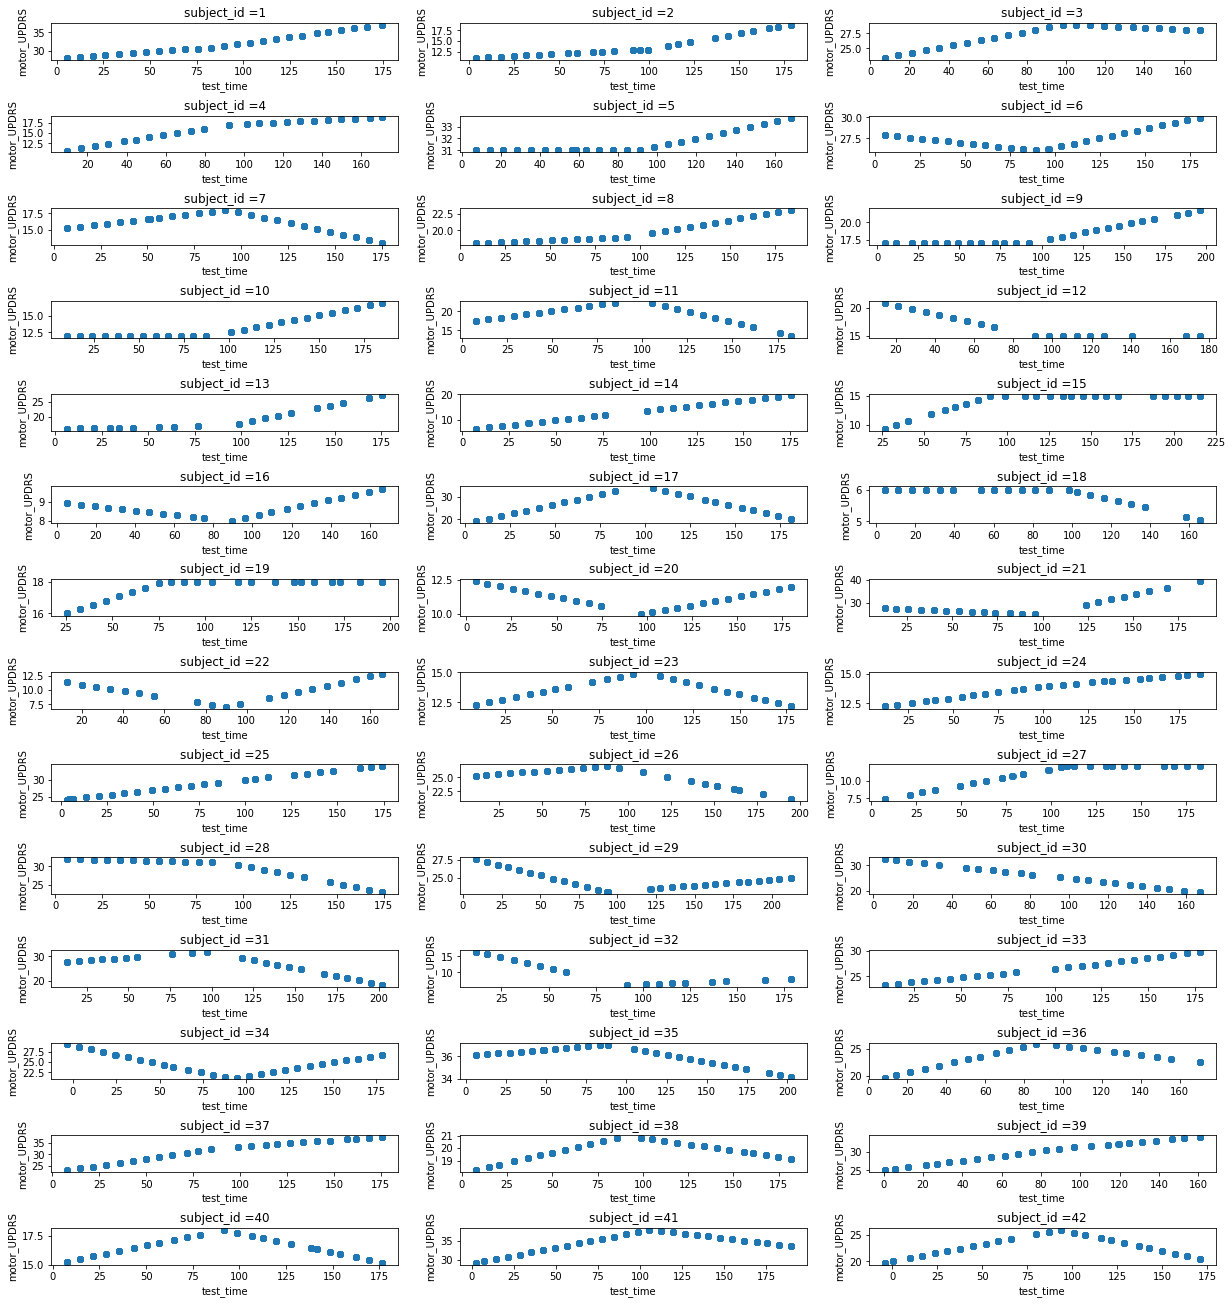 subject_id =1
motor_UPDRS
35
30
0 25 50 75 100 125 150 175
test_time
subject_id =2
motor_UPDRS
17.5
15.0
12.5
0 25 50 75 100 125 150 175
test_time
subject_id =3
motor_UPDRS
27.5
25.0
0 20 40 60 80 100 120 140 160
test_time
subject_id =4
motor_UPDRS
17.5
15.0
12.5
20 40 60 80 100 120 140 160
test_time
subject_id =5
motor_UPDRS
33
32
31
0 20 40 60 80 100 120 140 160
test_time
subject_id =6
motor_UPDRS
30.0
27.5
0 25 50 75 100 125 150 175
test_time
subject_id =7
motor_UPDRS
17.5
15.0
0 25 50 75 100 125 150 175
test_time
subject_id =8
motor_UPDRS
22.5
20.0
0 25 50 75 100 125 150 175
test_time
subject_id =9
motor_UPDRS
20.0
17.5
0 25 50 75 100 125 150 175 200
test_time
subject_id =10
motor_UPDRS
15.0
12.5
25 50 75 100 125 150 175
test_time
subject_id =11
motor_UPDRS
20
15
0 25 50 75 100 125 150 175
test_time
subject_id =12
motor_UPDRS
20
15
20 40 60 80 100 120 140 160 180
test_time
subject_id =13
motor_UPDRS
25
20
0 25 50 75 100 125 150 175
test_time
subject_id =14
motor_UPDRS
20
10
25 50 75 100 125 150 175
test_time
subject_id =15
motor_UPDRS
15
10
25 50 75 100 125 150 175 200 225
test_time
subject_id =16
motor_UPDRS
9
8
0 20 40 60 80 100 120 140 160
test_time
subject_id =17
motor_UPDRS
30
20
0 25 50 75 100 125 150 175
test_time
subject_id =18
motor_UPDRS
6
5
0 20 40 60 80 100 120 140 160
test_time
subject_id =19
motor_UPDRS
18
16
25 50 75 100 125 150 175 200
test_time
subject_id =20
motor_UPDRS
12.5
10.0
0 25 50 75 100 125 150 175
test_time
subject_id =21
motor_UPDRS
40
30
25 50 75 100 125 150 175
test_time
subject_id =22
motor_UPDRS
12.5
10.0
7.5
20 40 60 80 100 120 140 160
test_time
subject_id =23
motor_UPDRS
15.0
12.5
25 50 75 100 125 150 175
test_time
subject_id =24
motor_UPDRS
15.0
12.5
25 50 75 100 125 150 175
test_time
subject_id =25
motor_UPDRS
30
25
0 25 50 75 100 125 150 175
test_time
subject_id =26
motor_UPDRS
25.0
22.5
0 25 50 75 100 125 150 175 200
test_time
subject_id =27
motor_UPDRS
10.0
7.5
0 25 50 75 100 125 150 175
test_time
subject_id =28
motor_UPDRS
30
25
0 25 50 75 100 125 150 175
test_time
subject_id =29
motor_UPDRS
27.5
25.0
0 25 50 75 100 125 150 175 200
test_time
subject_id =30
motor_UPDRS
30
20
0 20 40 60 80 100 120 140 160
test_time
subject_id =31
motor_UPDRS
30
20
25 50 75 100 125 150 175 200
test_time
subject_id =32
motor_UPDRS
15
10
25 50 75 100 125 150 175
test_time
subject_id =33
motor_UPDRS
30
25
25 50 75 100 125 150 175
test_time
subject_id =34
motor_UPDRS
27.5
25.0
22.5
0 25 50 75 100 125 150 175
test_time
subject_id =35
motor_UPDRS
36
34
0 25 50 75 100 125 150 175 200
test_time
subject_id =36
motor_UPDRS
25
20
0 20 40 60 80 100 120 140 160
test_time
subject_id =37
motor_UPDRS
35
30
25
0 25 50 75 100 125 150 175
test_time
subject_id =38
motor_UPDRS
21
20
19
0 25 50 75 100 125 150 175
test_time
subject_id =39
motor_UPDRS
30
25
0 20 40 60 80 100 120 140 160
test_time
subject_id =40
motor_UPDRS
17.5
15.0
0 25 50 75 100 125 150 175
test_time
subject_id =41
motor_UPDRS
35
30
0 25 50 75 100 125 150 175
test_time
subject_id =42
motor_UPDRS
25
20
0 25 50 75 100 125 150 175
test_time